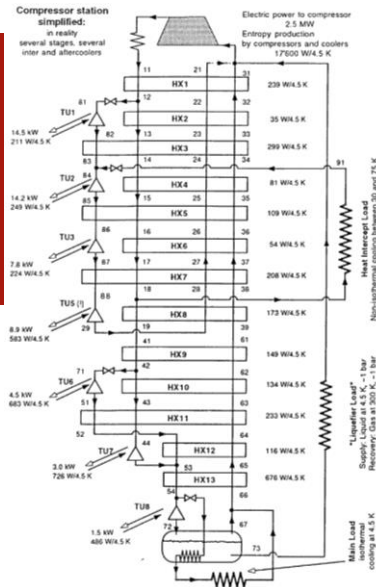 Compressor station
simplified:
in reality
several stages, several
inter and aftercoolers
Electric power to compressor
2.5 MW
Entropy production
by compressors and coolers
17'600 W/4.5 K
11
21
31
HX1
239 W/4.5 K
81
12
22
32
TU1
HX2
35 W/4.5 K
14.5 kW
211 W/4.5 K
82
13
23
33
HX3
299 W/4.5 K
83
14
24
34
91
TU2
84
HX4
81 W/4.5 K
14.2 kW
249 W/4.5 K
85
15
25
35
HX5
109 W/4.5 K
86
16
26
36
TU3
HX6
54 W/4.5 K
7.8 kW
224 W/4.5 K
87
17
27
37
HX7
208 W/4.5 K
88
18
28
38
TU5 [!]
HX8
173 W/4.5 K
8.9 kW
583 W/4.5 K
29
19
39
41
61
HX9
149 W/4.5 K
71
42
62
TU6
HX10
134 W/4.5 K
4.5 kW
683 W/4.5 K
51
43
63
HX11
233 W/4.5 K
52
64
TU7
44
HX12
116 W/4.5 K
3.0 kW
726 W/4.5 K
53
65
HX13
676 W/4.5 K
54
66
TU8
1.5 kW
486 W/4.5 K
72
67
73
Heat Intercept Load
Non-isothermal cooling between 50 and 75 K
"Liquefier Load"
Supply: Liquid at 4.5 K, ~1 bar
Recovery: Gas at 300 K, ~1 bar
Main Load
isothermal
cooling at 4.5 K